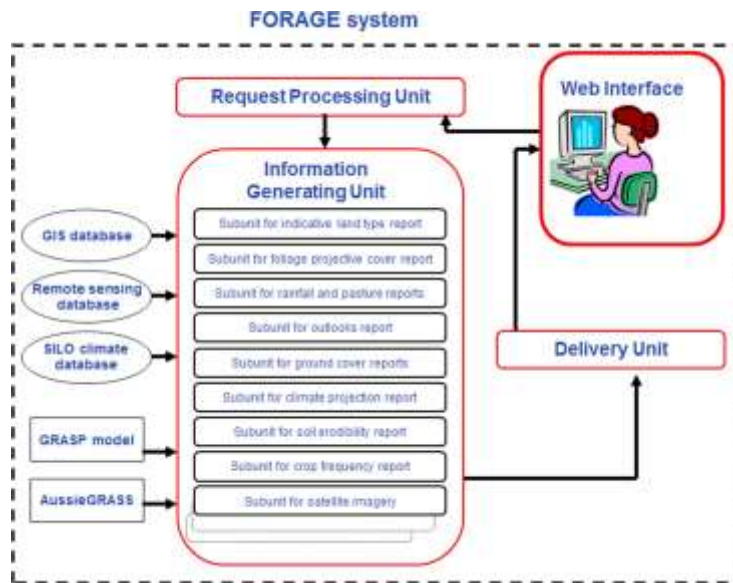 FORAGE system
Request Processing Unit
Web Interface
Information
Generating Unit
Subunit for indicative land type report
Subunit for foliage projective cover report
Subunit for rainfall and pasture reports
Subunit for outlooks report
Subunit for ground cover reports
Subunit for climate projection report
Subunit for soil erodibility report
Subunit for crop frequency report
Subunit for satellite imagery
GIS database
Remote sensing
database
SILO climate
database
GRASP model
AussieGRASS
Delivery Unit